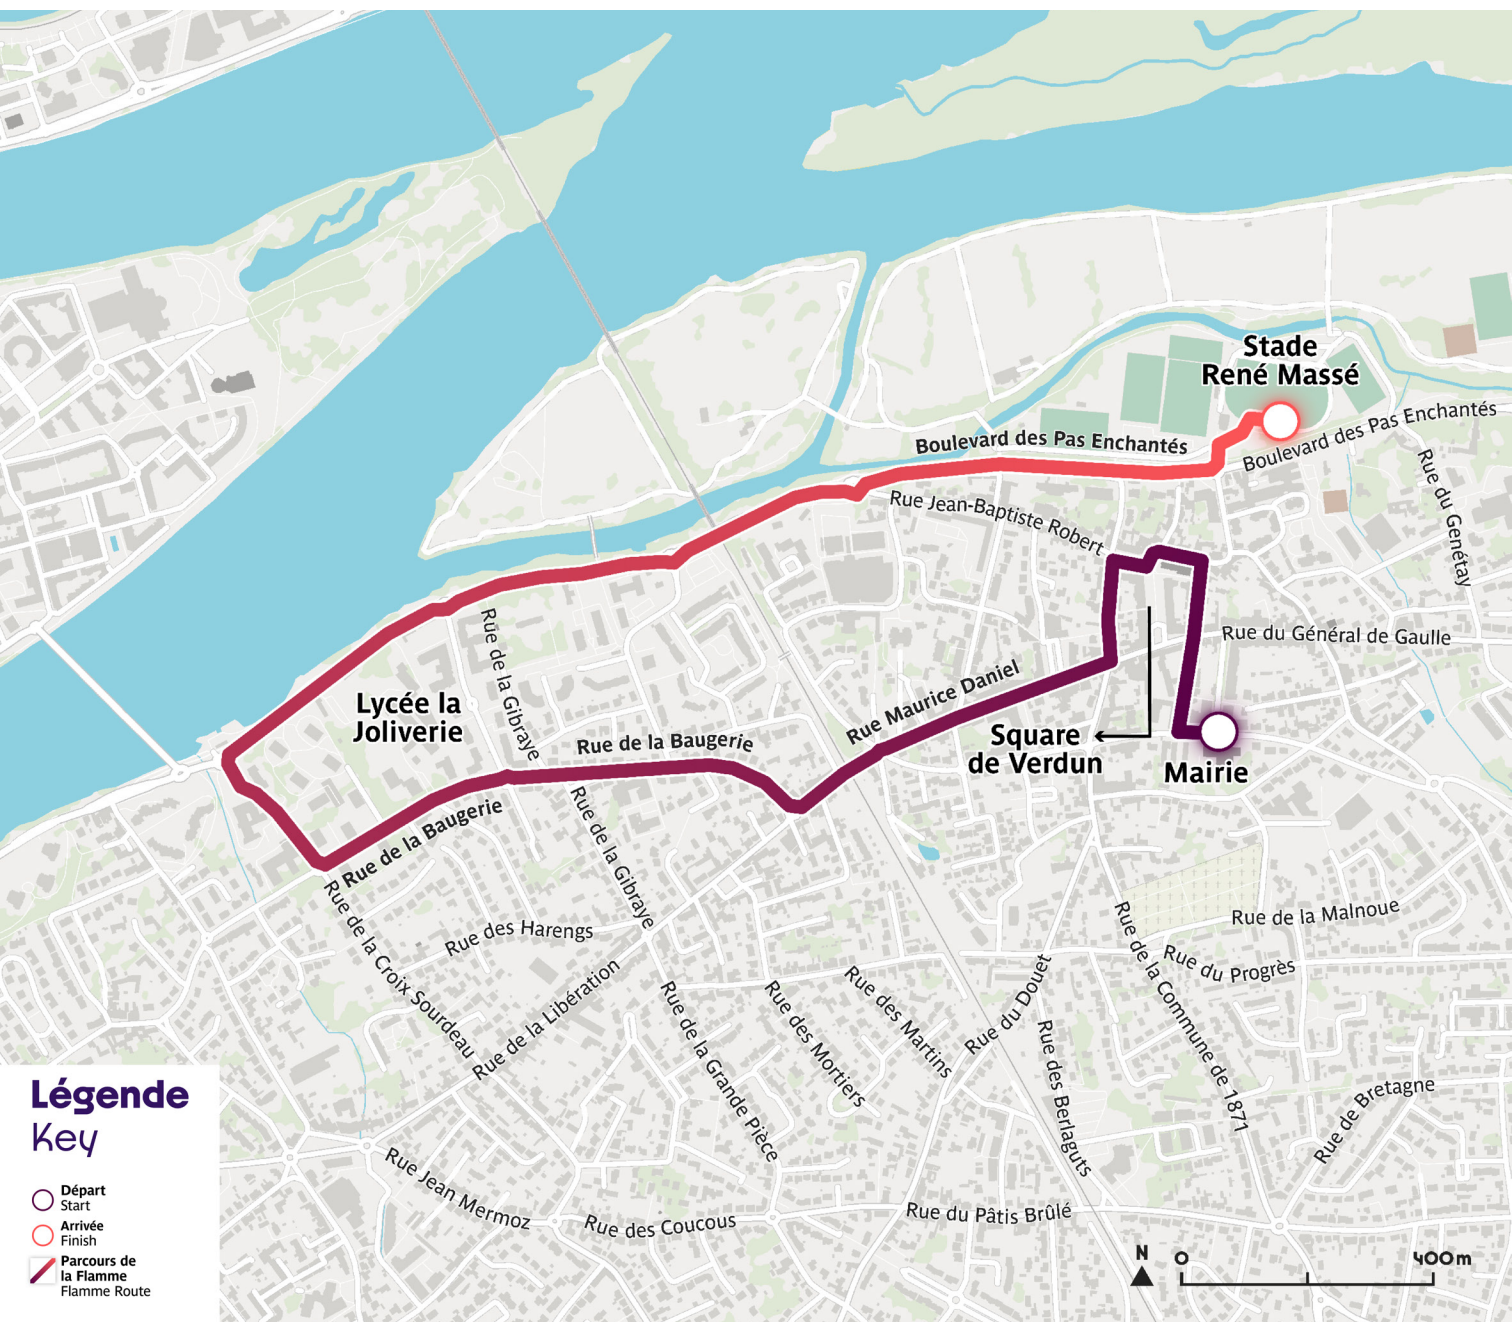 Stade
René Massé
Boulevard des Pas Enchantés
Boulevard des Pas Enchantés
Rue du Genétay
Rue Jean-Baptiste Robert
Rue du Général de Gaulle
Rue de la Gibraye
Lycée la
Joliverie
Rue Maurice Daniel
Rue de la Baugerie
Square
de Verdun
Mairie
Rue de la Baugerie
Rue de la Gibraye
Rue de la Croix Sourdeau
Rue des Harengs
Rue de la Libération
Rue de la Malnoue
Rue du Progrès
Rue de la Commune de 1871
Rue du Douet
Rue des Martins
Rue des Mortiers
Rue de la Grande Pièce
Rue des Berlaguts
Rue de Bretagne
Rue Jean Mermoz
Rue des Coucous
Rue du Pâtis Brûlé
Légende
Key
Départ
Start
Arrivée
Finish
Parcours de
la Flamme
Flamme Route
N
0
400m